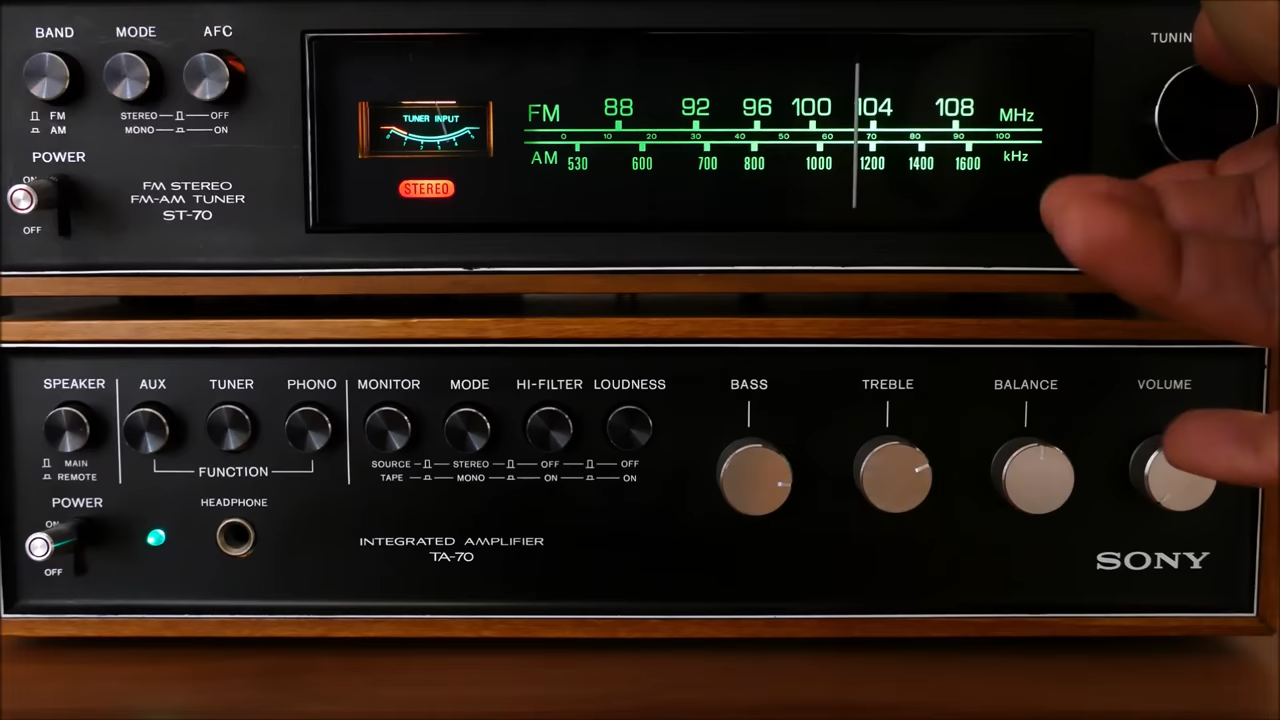 BAND MODE AFC
TUNIN
FM 88 92 96 100 104 108 MHz
TUNER INPUT
STEREO OFF
FM
MONO ON
AM
0 10 20 30 40 50 60 70 80 90 100
AM 530 600 700 800 1000 1200 1400 1600 kHz
POWER
ON
OFF
FM STEREO
FM-AM TUNER
ST-70
STEREO
SPEAKER AUX TUNER PHONO MONITOR MODE HI-FILTER LOUDNESS BASS TREBLE BALANCE VOLUME
MAIN
REMOTE
FUNCTION
SOURCE STEREO OFF OFF
TAPE MONO ON ON
POWER
ON
OFF
HEADPHONE
INTEGRATED AMPLIFIER
TA-70
SONY